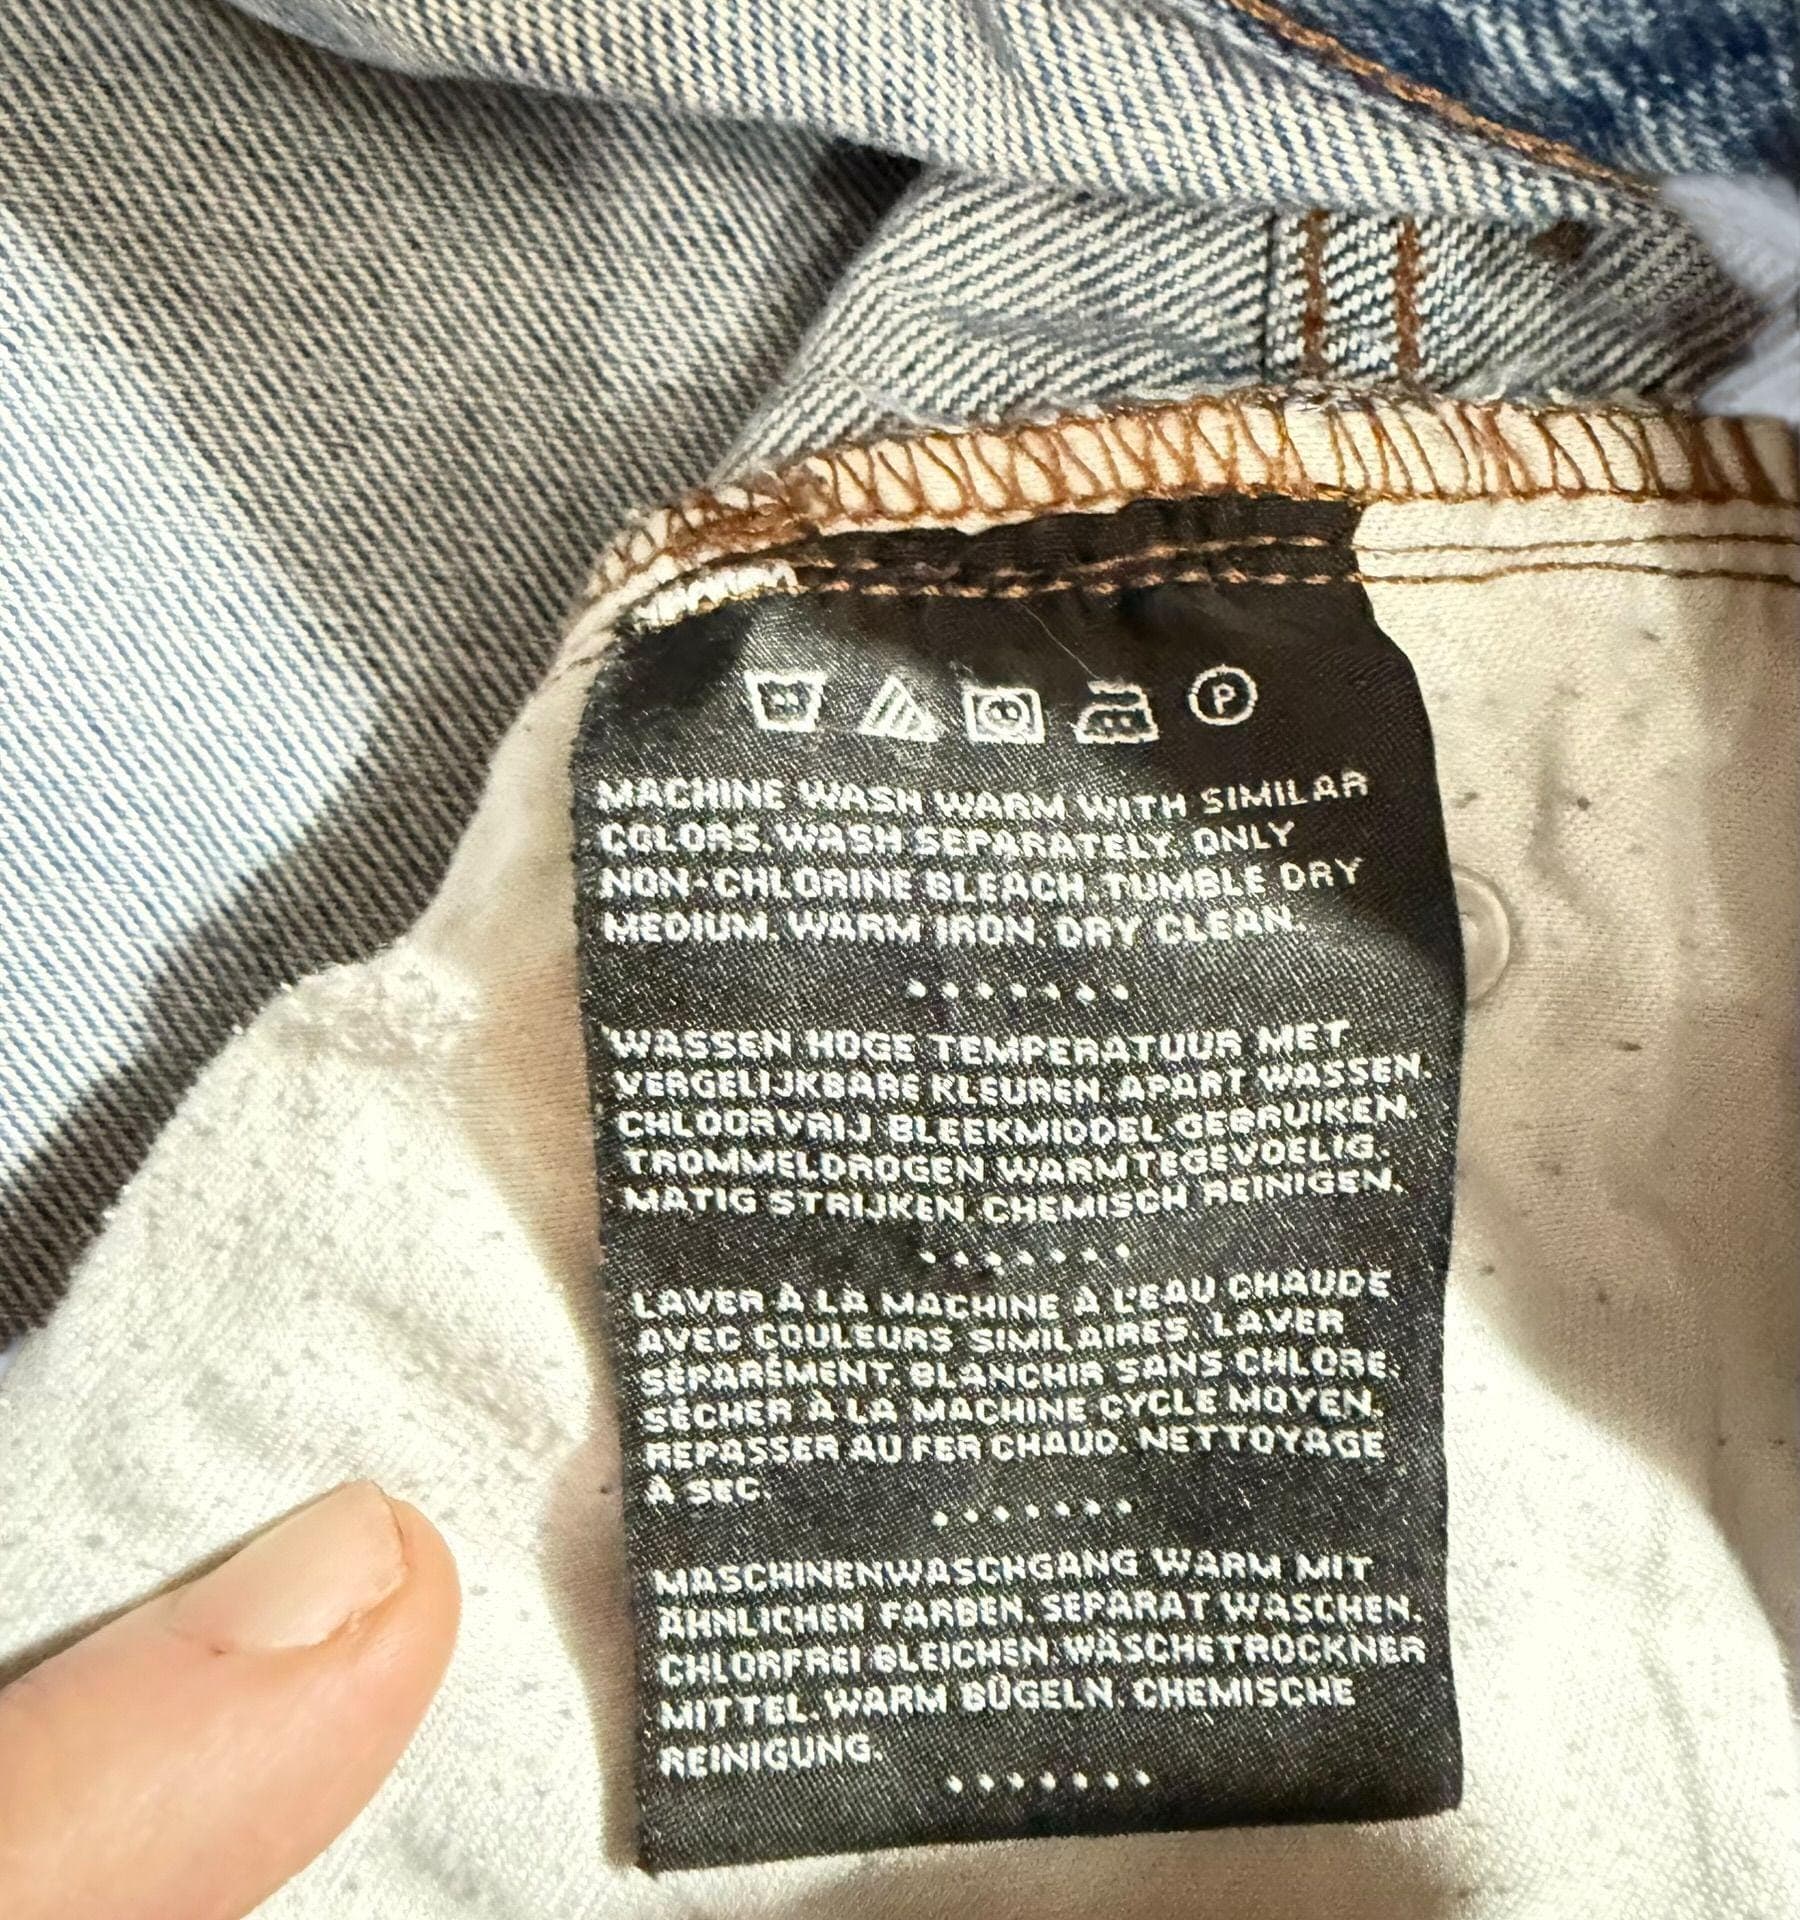 P
MACHINE WASH WARM WITH SIMILAR
COLORS. WASH SEPARATELY. ONLY
NON-CHLORINE BLEACH. TUMBLE DRY
MEDIUM. WARM IRON. DRY CLEAN.
WASSEN HOGE TEMPERATUUR MET
VERGELIJKBARE KLEUREN. APART WASSEN.
CHLOORVRIJ BLEEKMIDDEL GEBRUIKEN.
TROMMELDROGEN WARMTEGEVOELIG.
MATIG STRIJKEN. CHEMISCH REINIGEN.
LAVER À LA MACHINE À L'EAU CHAUDE
AVEC COULEURS SIMILAIRES. LAVER
SÉPARÉMENT. BLANCHIR SANS CHLORE.
SÉCHER À LA MACHINE CYCLE MOYEN.
REPASSER AU FER CHAUD. NETTOYAGE
À SEC.
MASCHINENWASCHGANG WARM MIT
ÄHNLICHEN FARBEN. SEPARAT WASCHEN.
CHLORFREI BLEICHEN. WÄSCHETROCKNER
MITTEL. WARM BÜGELN. CHEMISCHE
REINIGUNG.